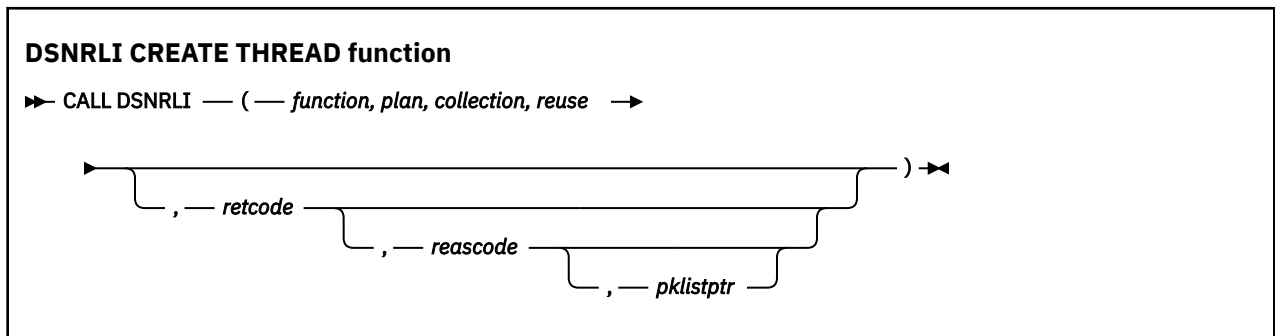 DSNRLI CREATE THREAD function
CALL DSNRLI ( function, plan, collection, reuse
)
, retcode
, reascode
, pklistptr